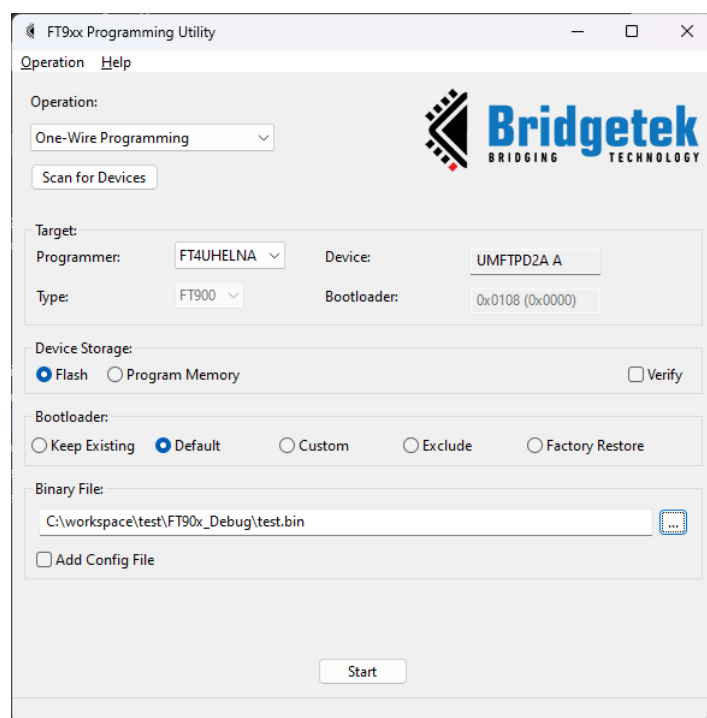 FT9xx Programming Utility
Operation Help
Operation:
One-Wire Programming
Scan for Devices
Bridgetek
BRIDGING TECHNOLOGY
Target:
Programmer: FT4UHELNA Device: UMFTPD2A A
Type: FT900 Bootloader: 0x0108 (0x0000)
Device Storage:
Flash Program Memory Verify
Bootloader:
Keep Existing Default Custom Exclude Factory Restore
Binary File:
C:\workspace\test\FT90x_Debug\test.bin ...
Add Config File
Start